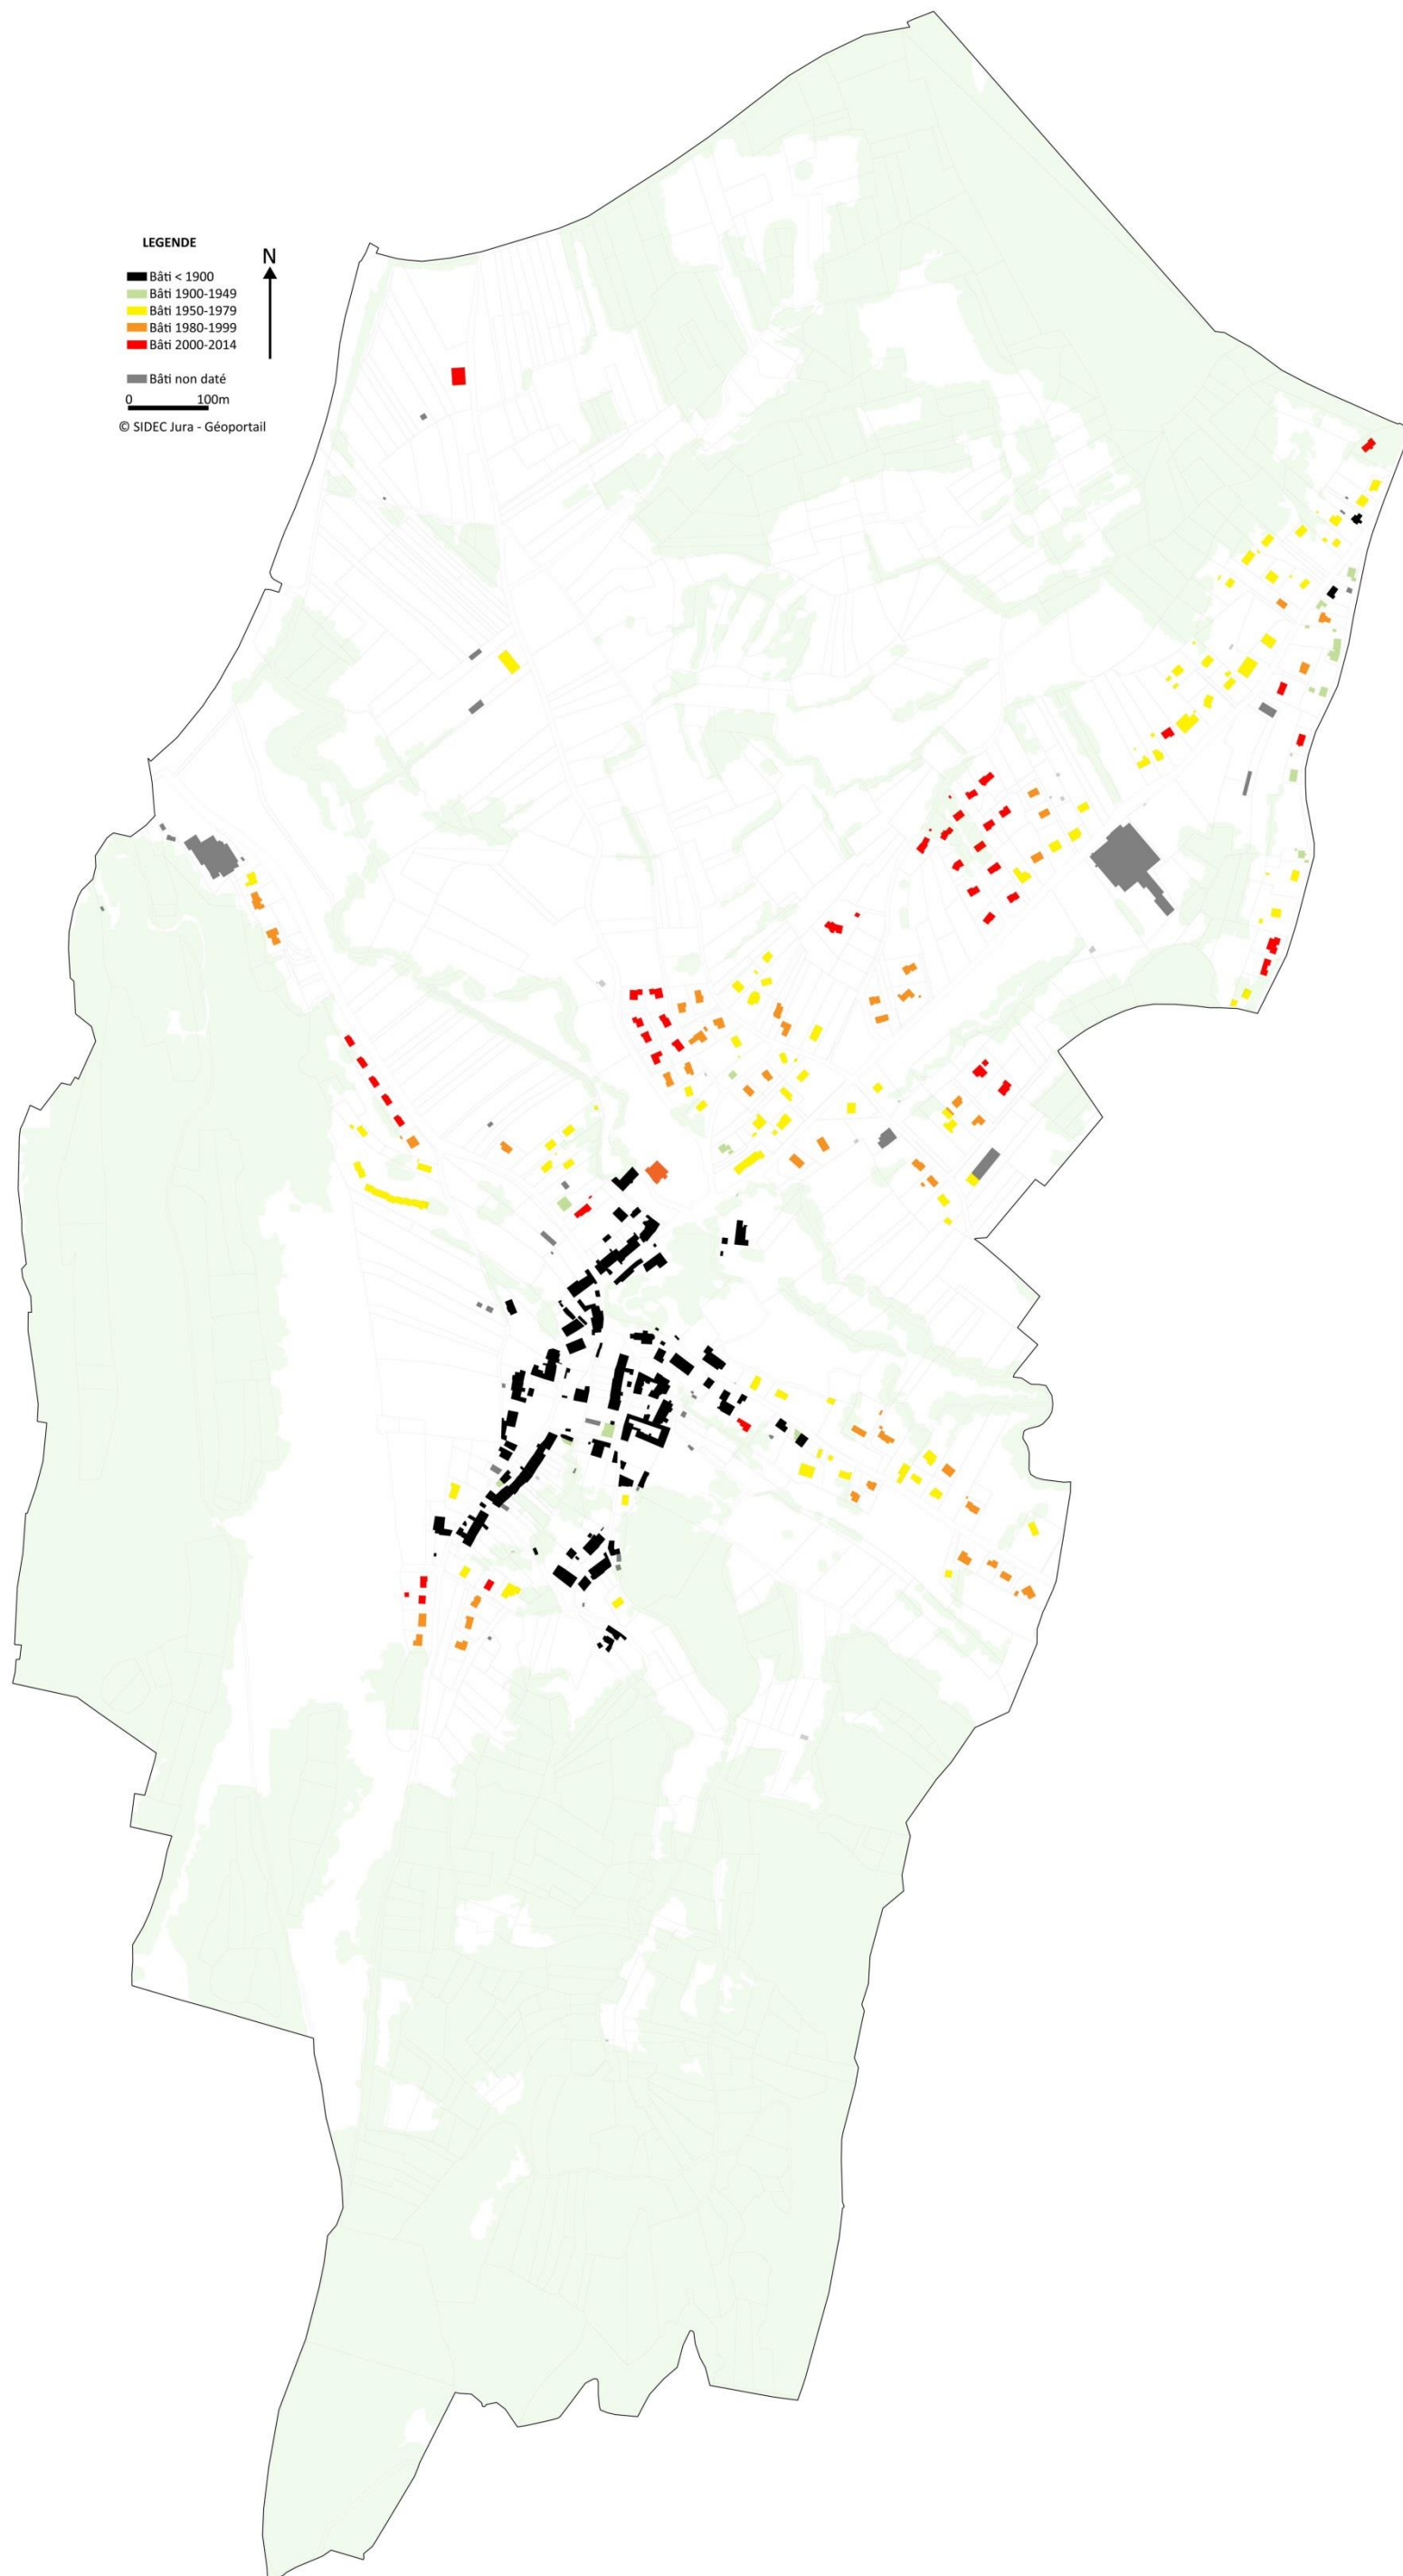 LEGENDE
N
Bâti < 1900
Bâti 1900-1949
Bâti 1950-1979
Bâti 1980-1999
Bâti 2000-2014
Bâti non daté
0 100m
© SIDEC Jura - Géoportail